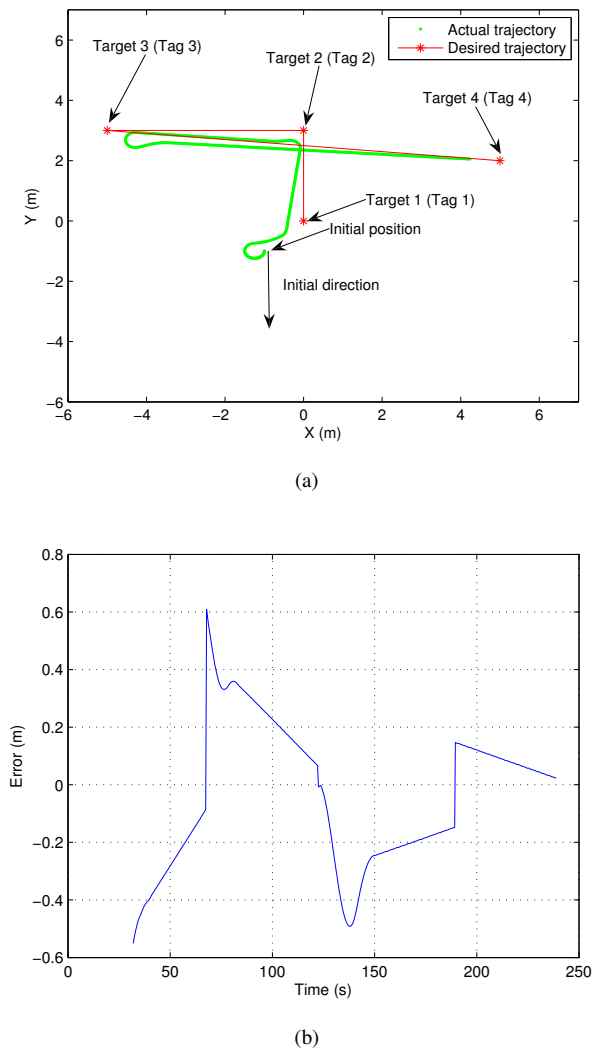 Actual trajectory
Desired trajectory
Target 3 (Tag 3)
Target 2 (Tag 2)
Target 4 (Tag 4)
Target 1 (Tag 1)
Initial position
Initial direction
Y (m)
8
6
4
2
0
−2
−4
−6
−6
−4
−2
0
2
4
6
X (m)
(a)
Error (m)
0.8
0.6
0.4
0.2
0
−0.2
−0.4
−0.6
0
50
100
150
200
250
Time (s)
(b)